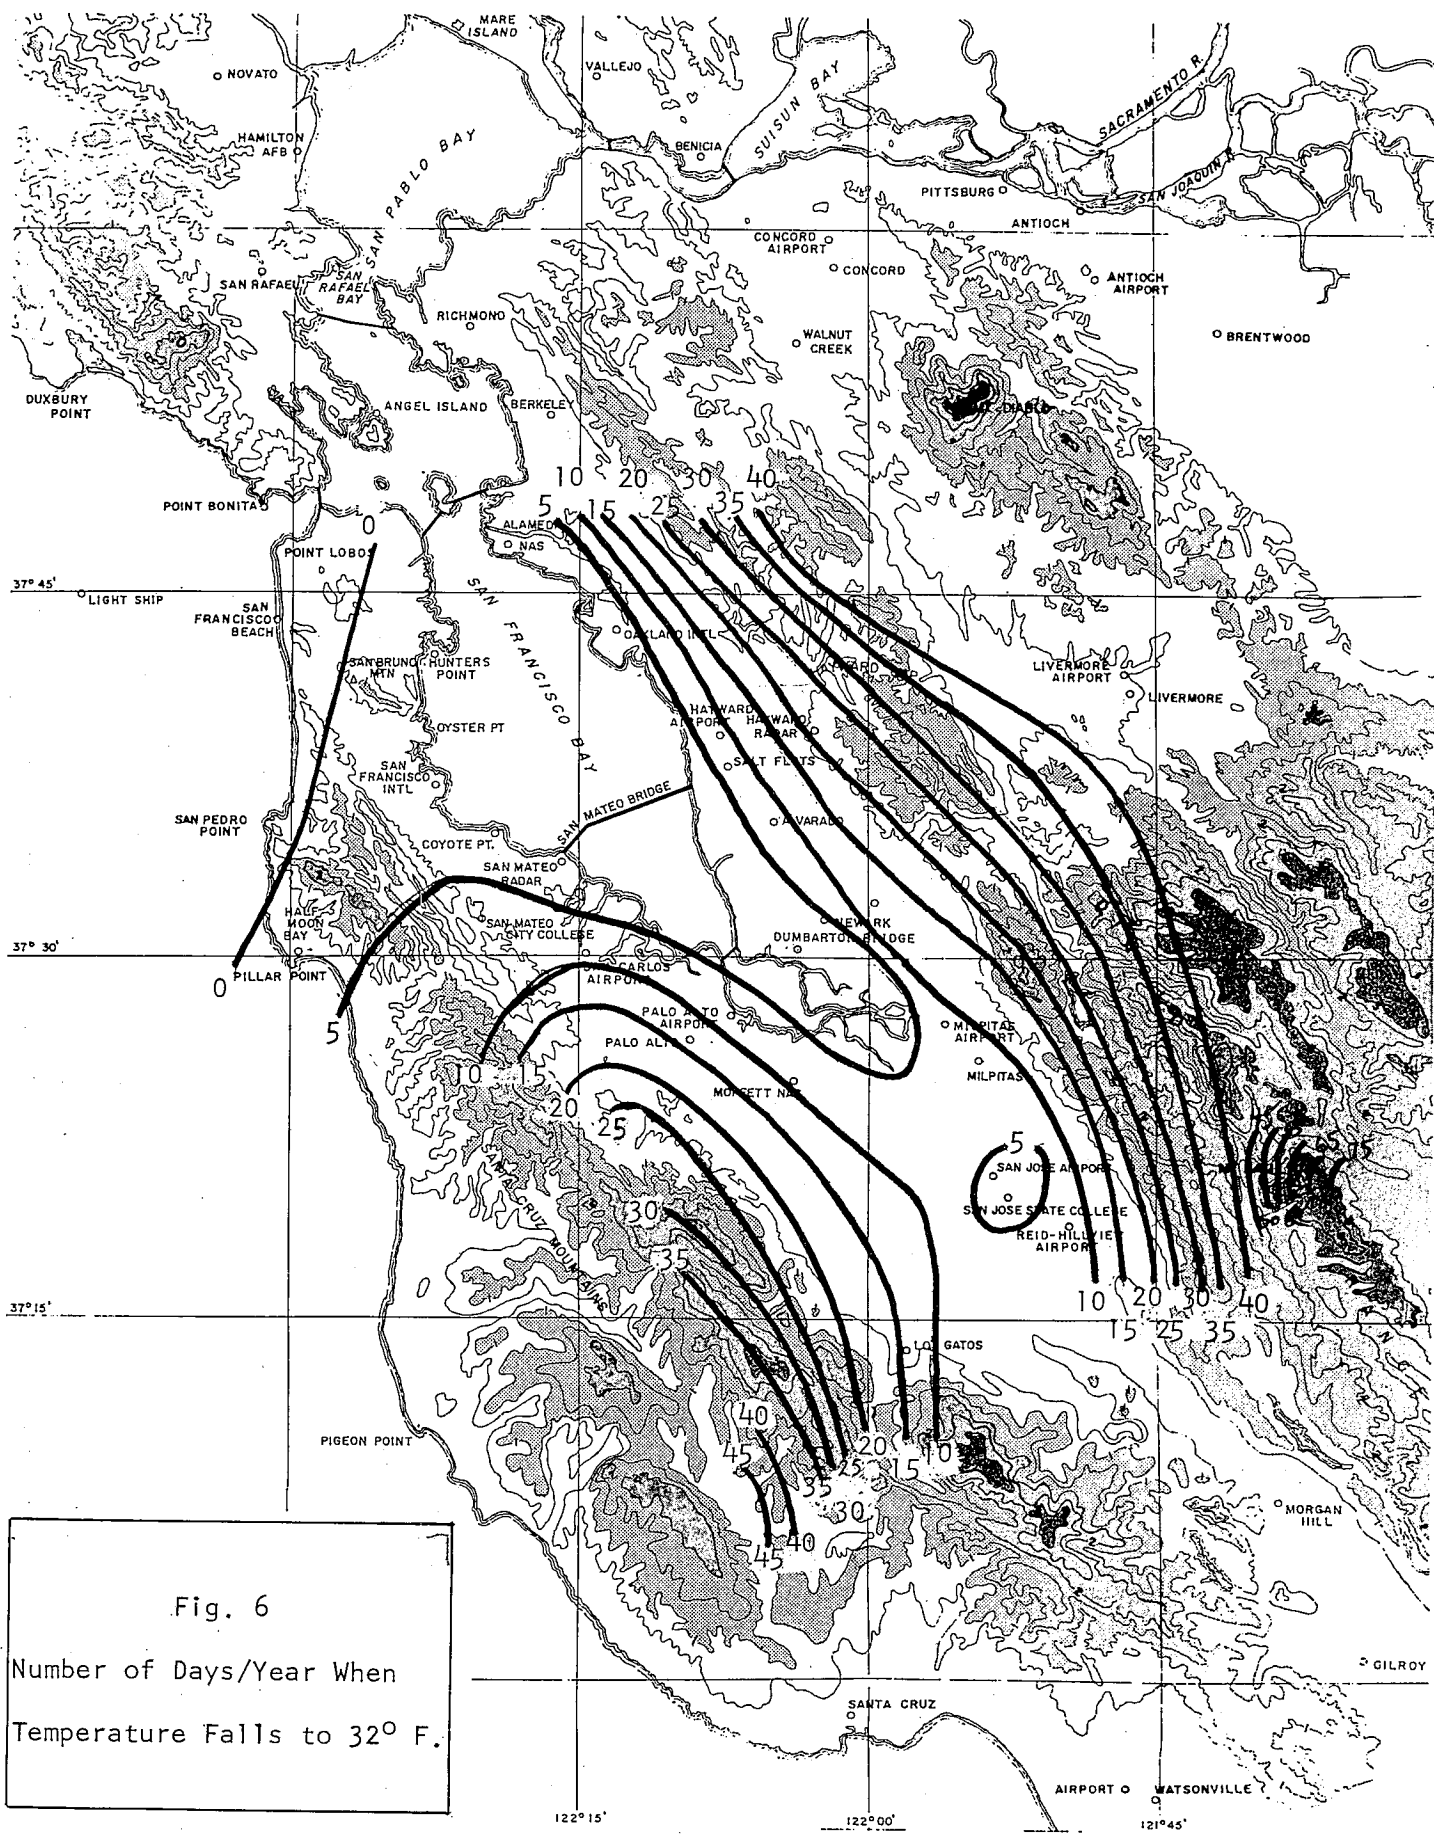 MARE
ISLAND
NOVATO
VALLEJO
HAMILTON
AFB
SAN PABLO BAY
BENICIA
SUISUN BAY
SACRAMENTO R.
SAN JOAQUIN R.
PITTSBURG
ANTIOCH
CONCORD
AIRPORT
CONCORD
ANTIOCH
AIRPORT
SAN RAFAEL
SAN
RAFAEL
BAY
RICHMOND
WALNUT
CREEK
BRENTWOOD
DUXBURY
POINT
ANGEL ISLAND
BERKELEY
MT. DIABLO
10 20 30 40
5 15 25 35
POINT BONITA
0
ALAMEDA
NAS
POINT LOBOS
37° 45'
LIGHT SHIP
SAN
FRANCISCO
BEACH
SAN FRANCISCO BAY
OAKLAND INTL
SAN BRUNO
MTN
HUNTERS
POINT
LIVERMORE
AIRPORT
LIVERMORE
OYSTER PT
HAYWARD
AIRPORT
HAYWARD
RADAR
SAN
FRANCISCO
INTL
SALT FLATS
SAN MATEO BRIDGE
SAN PEDRO
POINT
ALVARADO
COYOTE PT.
SAN MATEO
RADAR
HALF
MOON
BAY
SAN MATEO
CITY COLLEGE
NEWARK
DUMBARTON BRIDGE
37° 30'
PILLAR POINT
0
5
SAN CARLOS
AIRPORT
PALO ALTO
AIRPORT
PALO ALTO
MILPITAS
AIRPORT
MILPITAS
MOFFETT NAS
10 15
20
25
5
SAN JOSE AIRPORT
SAN JOSE STATE COLLEGE
REID-HILLVIEW
AIRPORT
45 65 75
SANTA CRUZ MOUNTAINS
30
35
10 20 30 40
15 25 35
37° 15'
LOS GATOS
PIGEON POINT
40
45
20 10
25 15
35
30
40
45
MORGAN
HILL
Fig. 6
Number of Days/Year When
Temperature Falls to 32° F.
GILROY
SANTA CRUZ
AIRPORT
WATSONVILLE
122°15'
122°00'
121°45'